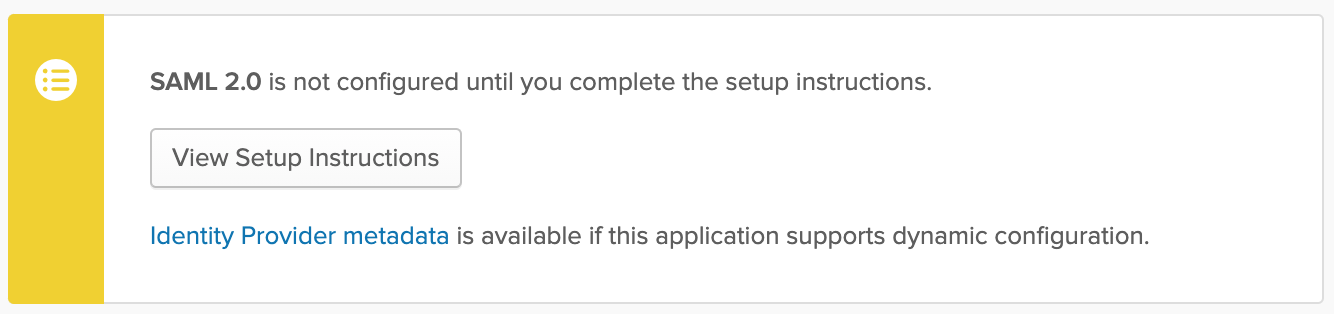 SAML 2.0 is not configured until you complete the setup instructions.
View Setup Instructions
Identity Provider metadata is available if this application supports dynamic configuration.